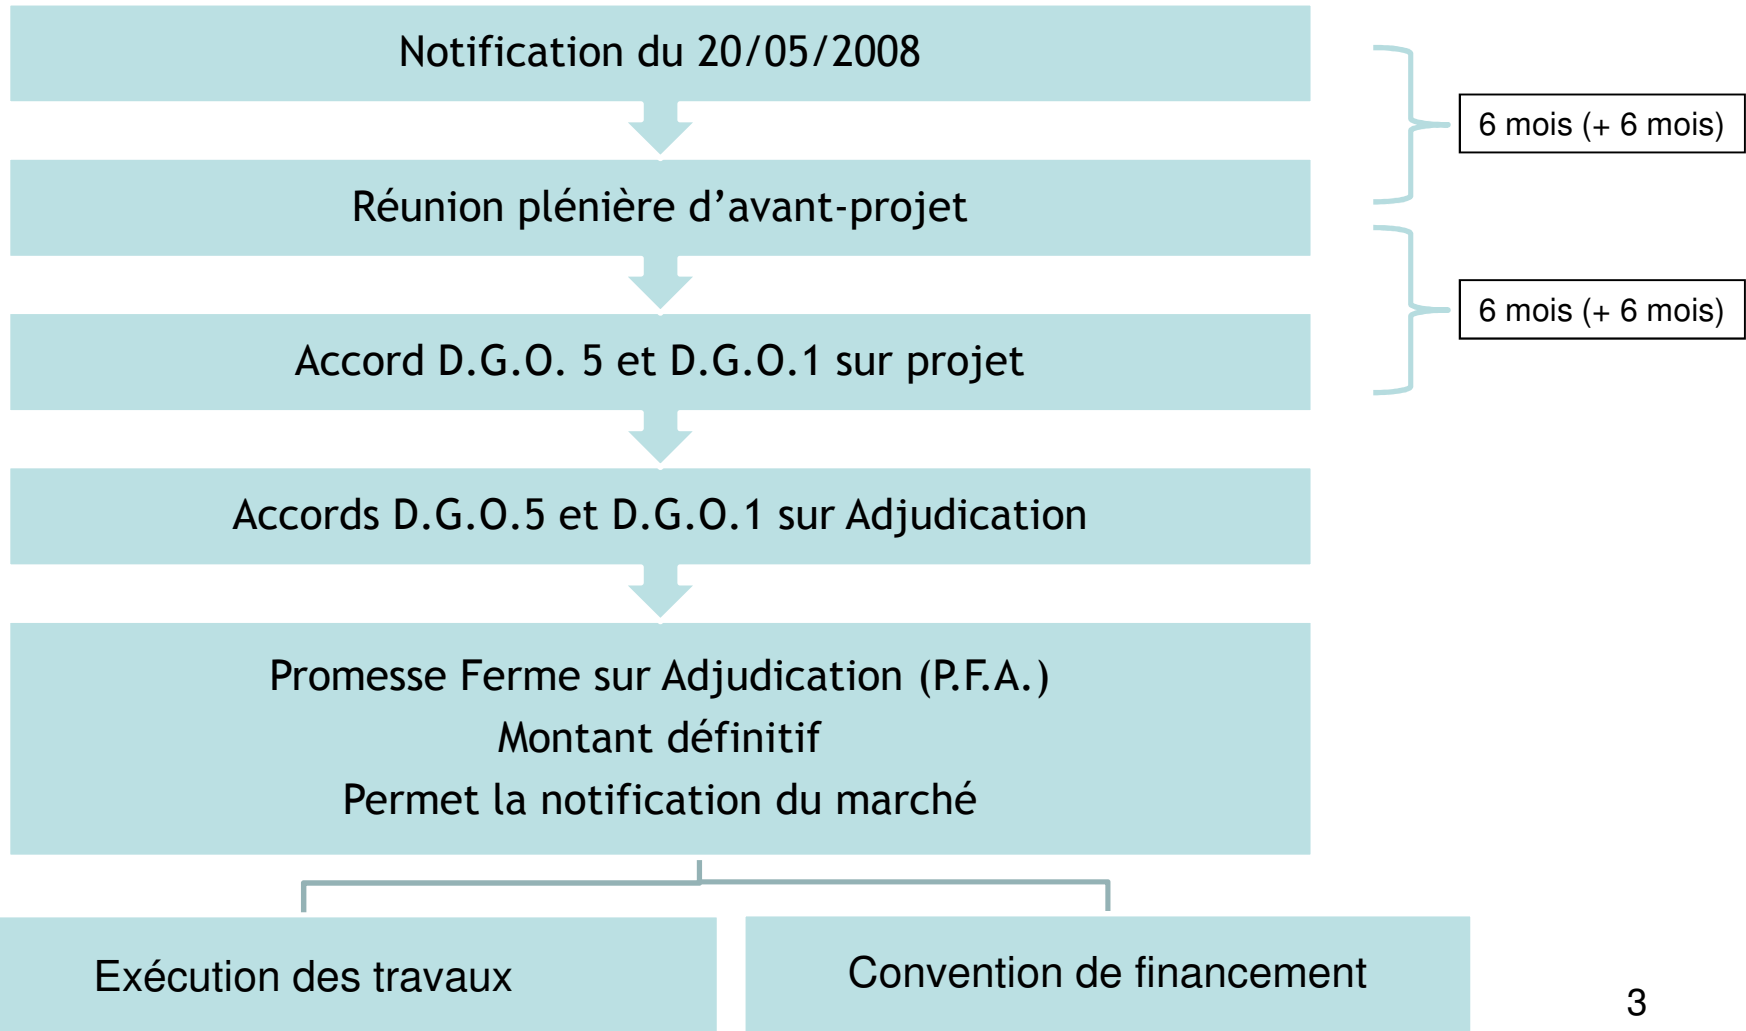 Notification du 20/05/2008
6 mois (+ 6 mois)
Réunion plénière d’avant-projet
6 mois (+ 6 mois)
Accord D.G.O. 5 et D.G.O.1 sur projet
Accords D.G.O.5 et D.G.O.1 sur Adjudication
Promesse Ferme sur Adjudication (P.F.A.)
Montant définitif
Permet la notification du marché
Exécution des travaux
Convention de financement
3